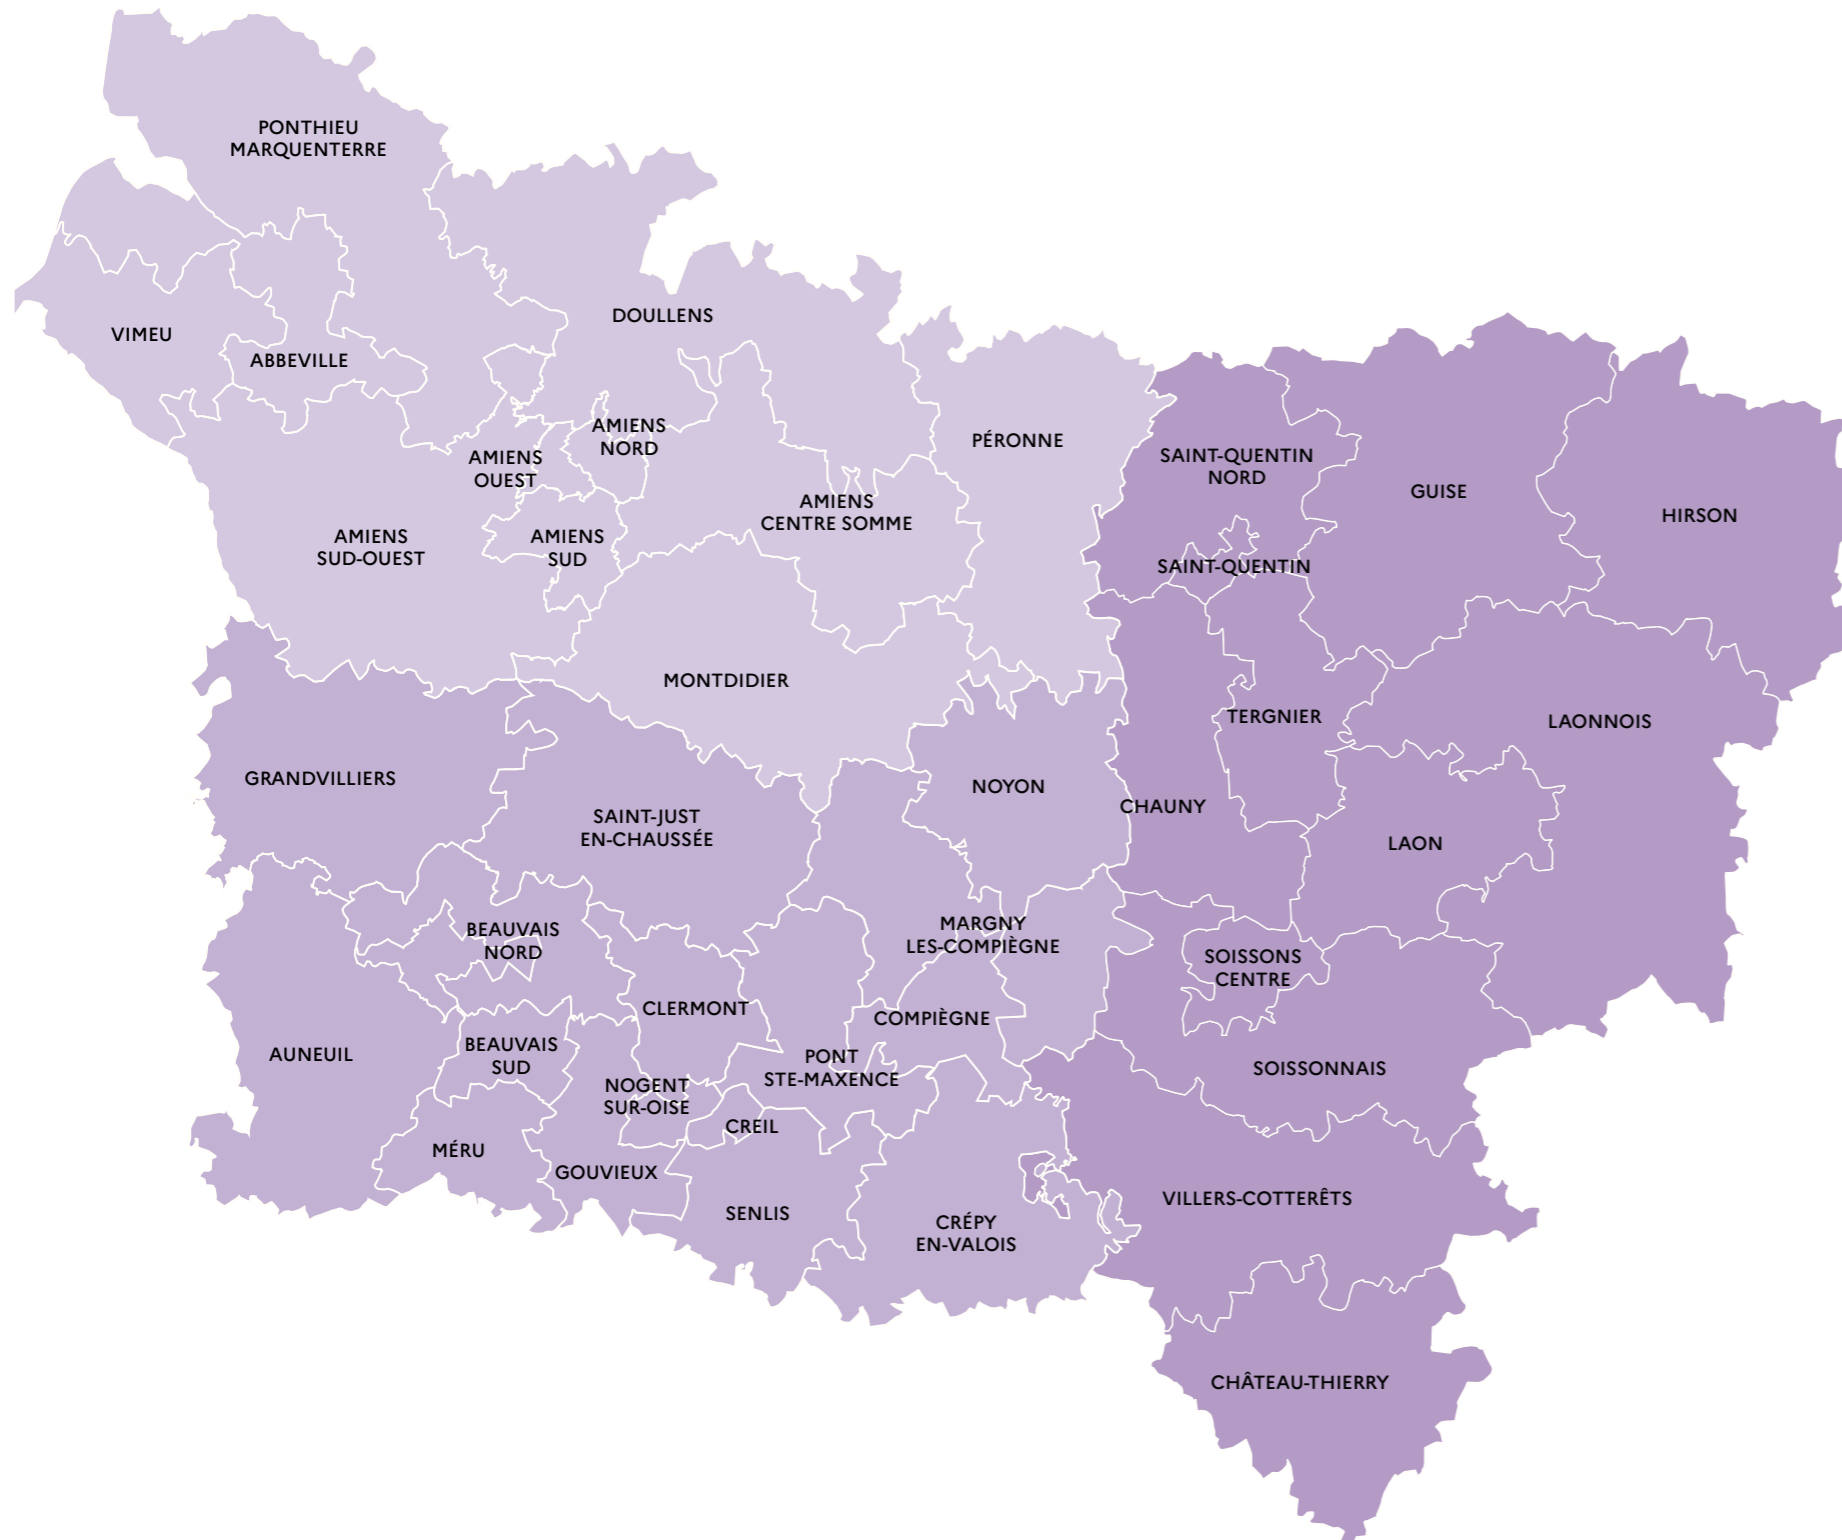 PONTHIEU
MARQUENTERRE
VIMEU
ABBEVILLE
DOULLENS
AMIENS
NORD
AMIENS
OUEST
AMIENS
SUD
AMIENS
SUD-OUEST
AMIENS
CENTRE SOMME
PÉRONNE
MONTDIDIER
SAINT-QUENTIN
NORD
SAINT-QUENTIN
GUISE
HIRSON
TERGNIER
LAONNOIS
CHAUNY
LAON
SOISSONS
CENTRE
SOISSONNAIS
VILLERS-COTTERÊTS
CHÂTEAU-THIERRY
GRANDVILLIERS
SAINT-JUST
EN-CHAUSSÉE
NOYON
MARGNY
LES-COMPIÈGNE
BEAUVAIS
NORD
CLERMONT
COMPIÈGNE
AUNEUIL
BEAUVAIS
SUD
PONT
STE-MAXENCE
NOGENT
SUR-OISE
CREIL
MÉRU
GOUVIEUX
SENLIS
CRÉPY
EN-VALOIS